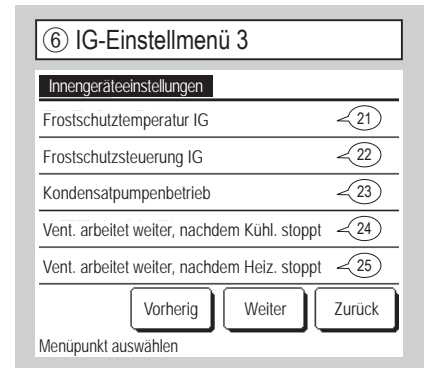 ⑥ IG-Einstellmenü 3
Innengeräteeinstellungen
Frostschutztemperatur IG 21
Frostschutzsteuerung IG 22
Kondensatpumpenbetrieb 23
Vent. arbeitet weiter, nachdem Kühl. stoppt 24
Vent. arbeitet weiter, nachdem Heiz. stoppt 25
Vorherig Weiter Zurück
Menüpunkt auswählen